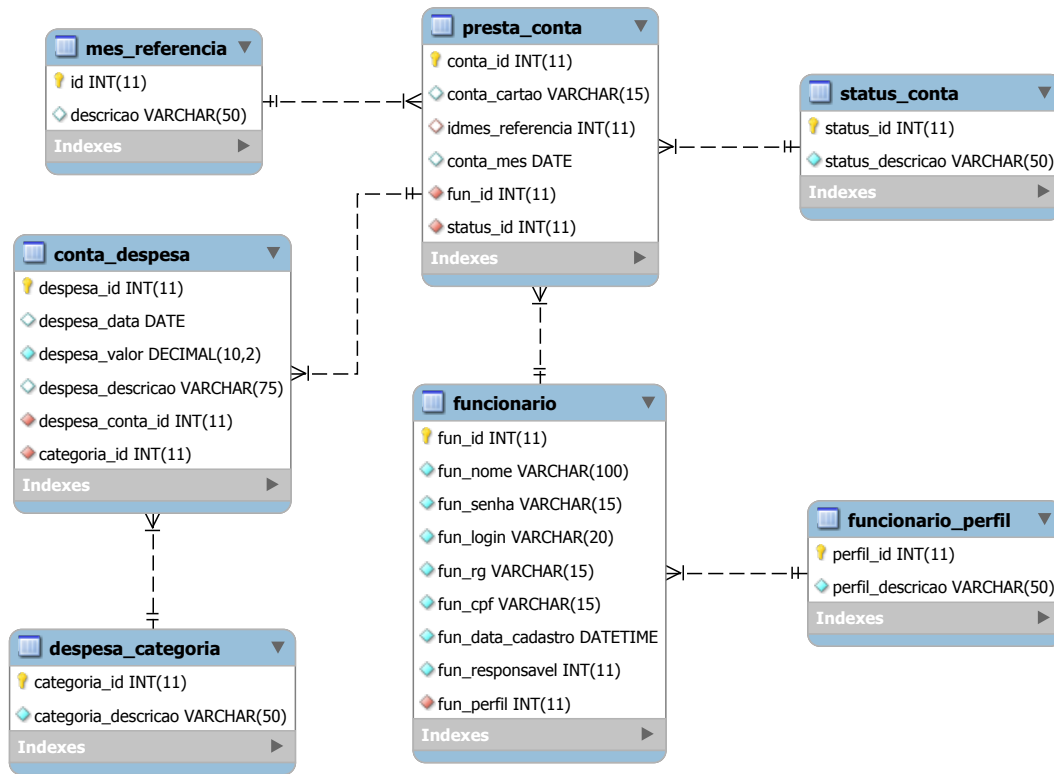 mes_referencia
id INT(11)
descricao VARCHAR(50)
Indexes
presta_conta
conta_id INT(11)
conta_cartao VARCHAR(15)
idmes_referencia INT(11)
conta_mes DATE
fun_id INT(11)
status_id INT(11)
Indexes
status_conta
status_id INT(11)
status_descricao VARCHAR(50)
Indexes
conta_despesa
despesa_id INT(11)
despesa_data DATE
despesa_valor DECIMAL(10,2)
despesa_descricao VARCHAR(75)
despesa_conta_id INT(11)
categoria_id INT(11)
Indexes
funcionario
fun_id INT(11)
fun_nome VARCHAR(100)
fun_senha VARCHAR(15)
fun_login VARCHAR(20)
fun_rg VARCHAR(15)
fun_cpf VARCHAR(15)
fun_data_cadastro DATETIME
fun_responsavel INT(11)
fun_perfil INT(11)
Indexes
funcionario_perfil
perfil_id INT(11)
perfil_descricao VARCHAR(50)
Indexes
despesa_categoria
categoria_id INT(11)
categoria_descricao VARCHAR(50)
Indexes